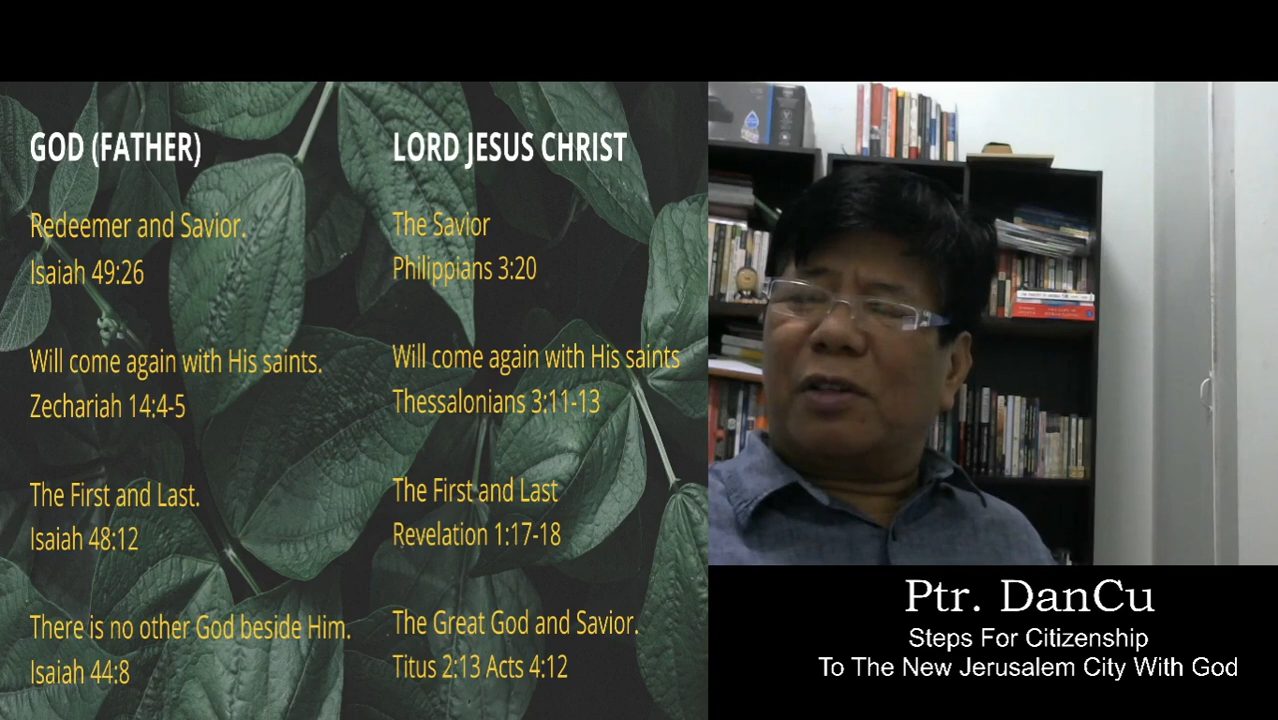 GOD (FATHER)
Redeemer and Savior.
Isaiah 49:26
Will come again with His saints.
Zechariah 14:4-5
The First and Last.
Isaiah 48:12
There is no other God beside Him.
Isaiah 44:8
LORD JESUS CHRIST
The Savior
Philippians 3:20
Will come again with His saints
Thessalonians 3:11-13
The First and Last
Revelation 1:17-18
The Great God and Savior.
Titus 2:13 Acts 4:12
Ptr. DanCu
Steps For Citizenship
To The New Jerusalem City With God